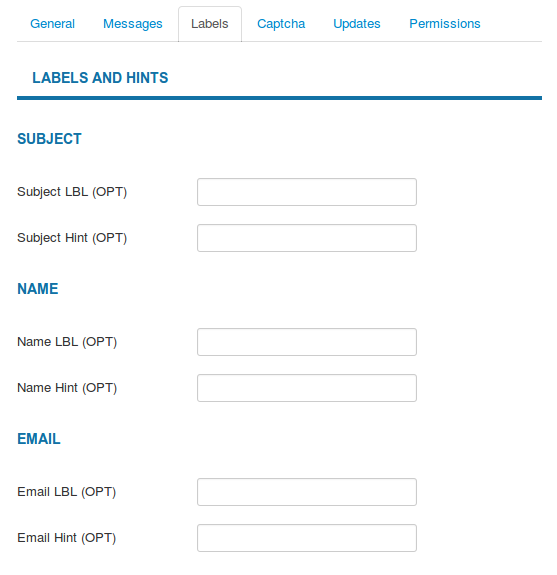 General Messages Labels Captcha Updates Permissions
LABELS AND HINTS
SUBJECT
Subject LBL (OPT)
Subject Hint (OPT)
NAME
Name LBL (OPT)
Name Hint (OPT)
EMAIL
Email LBL (OPT)
Email Hint (OPT)